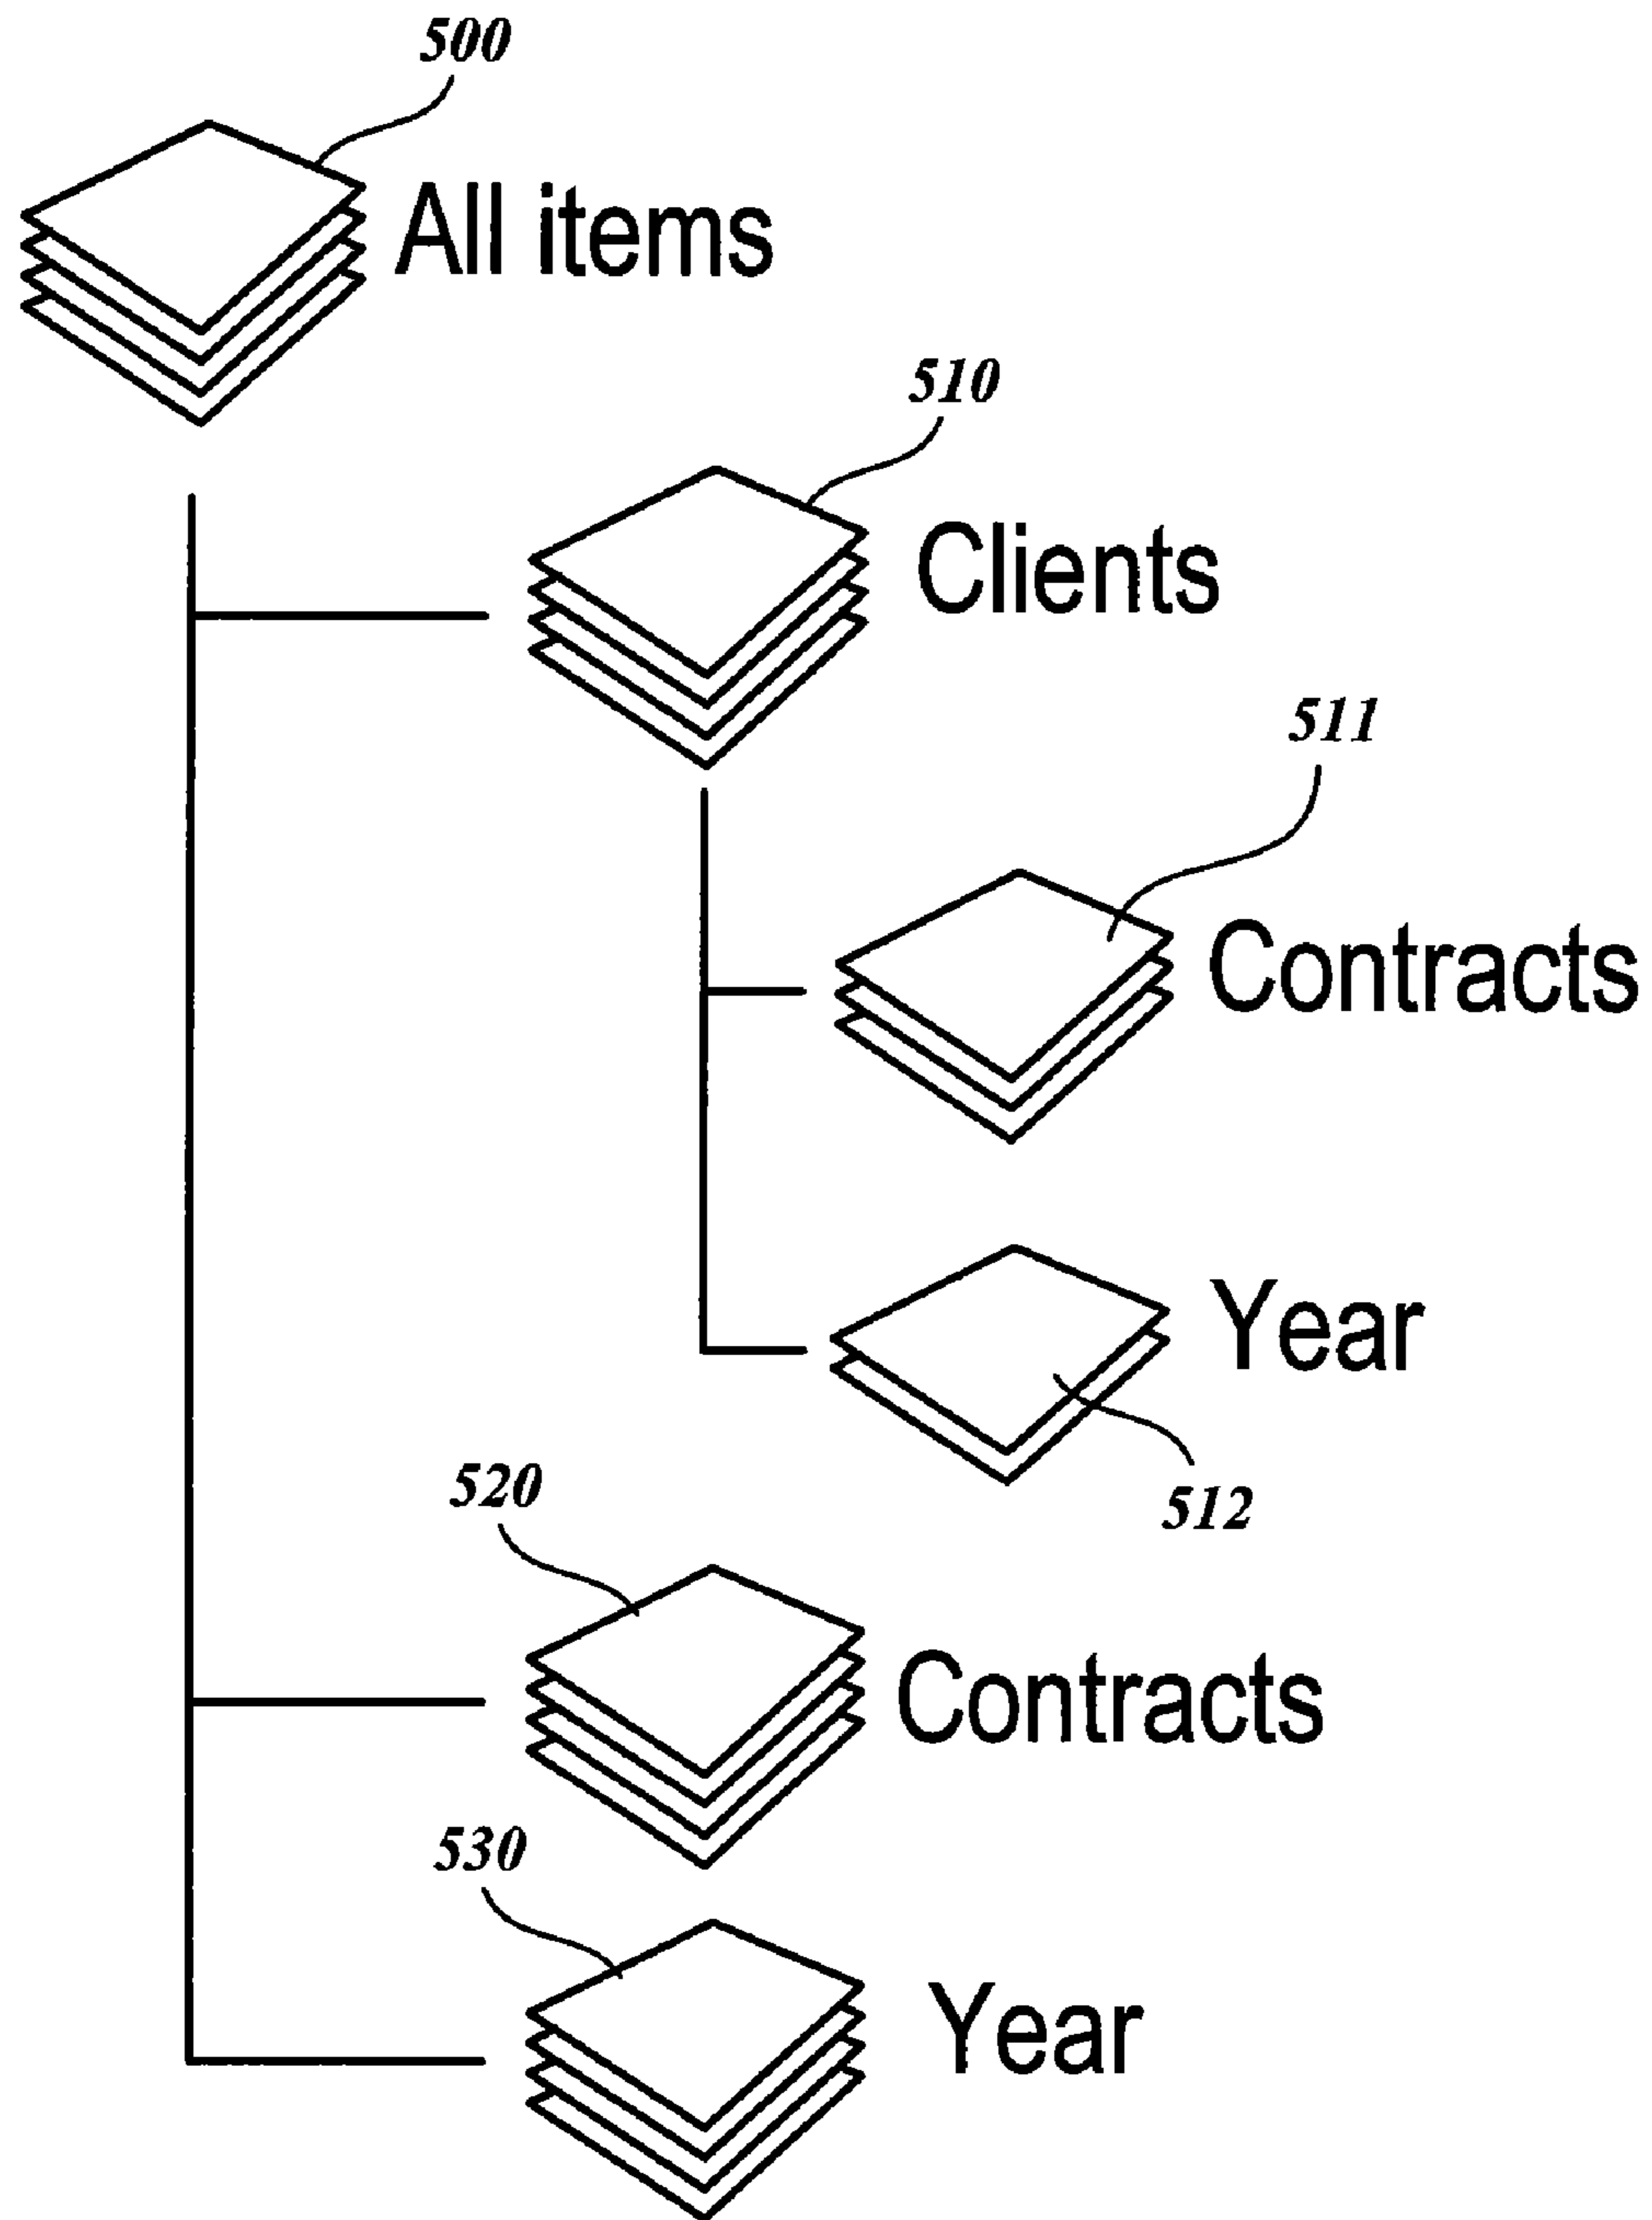 500
All items
510
Clients
511
Contracts
Year
512
520
Contracts
530
Year